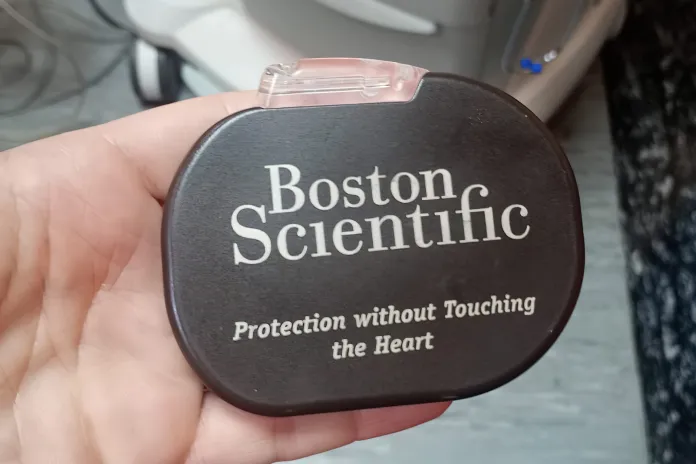 Boston
Scientific
Protection without Touching
the Heart